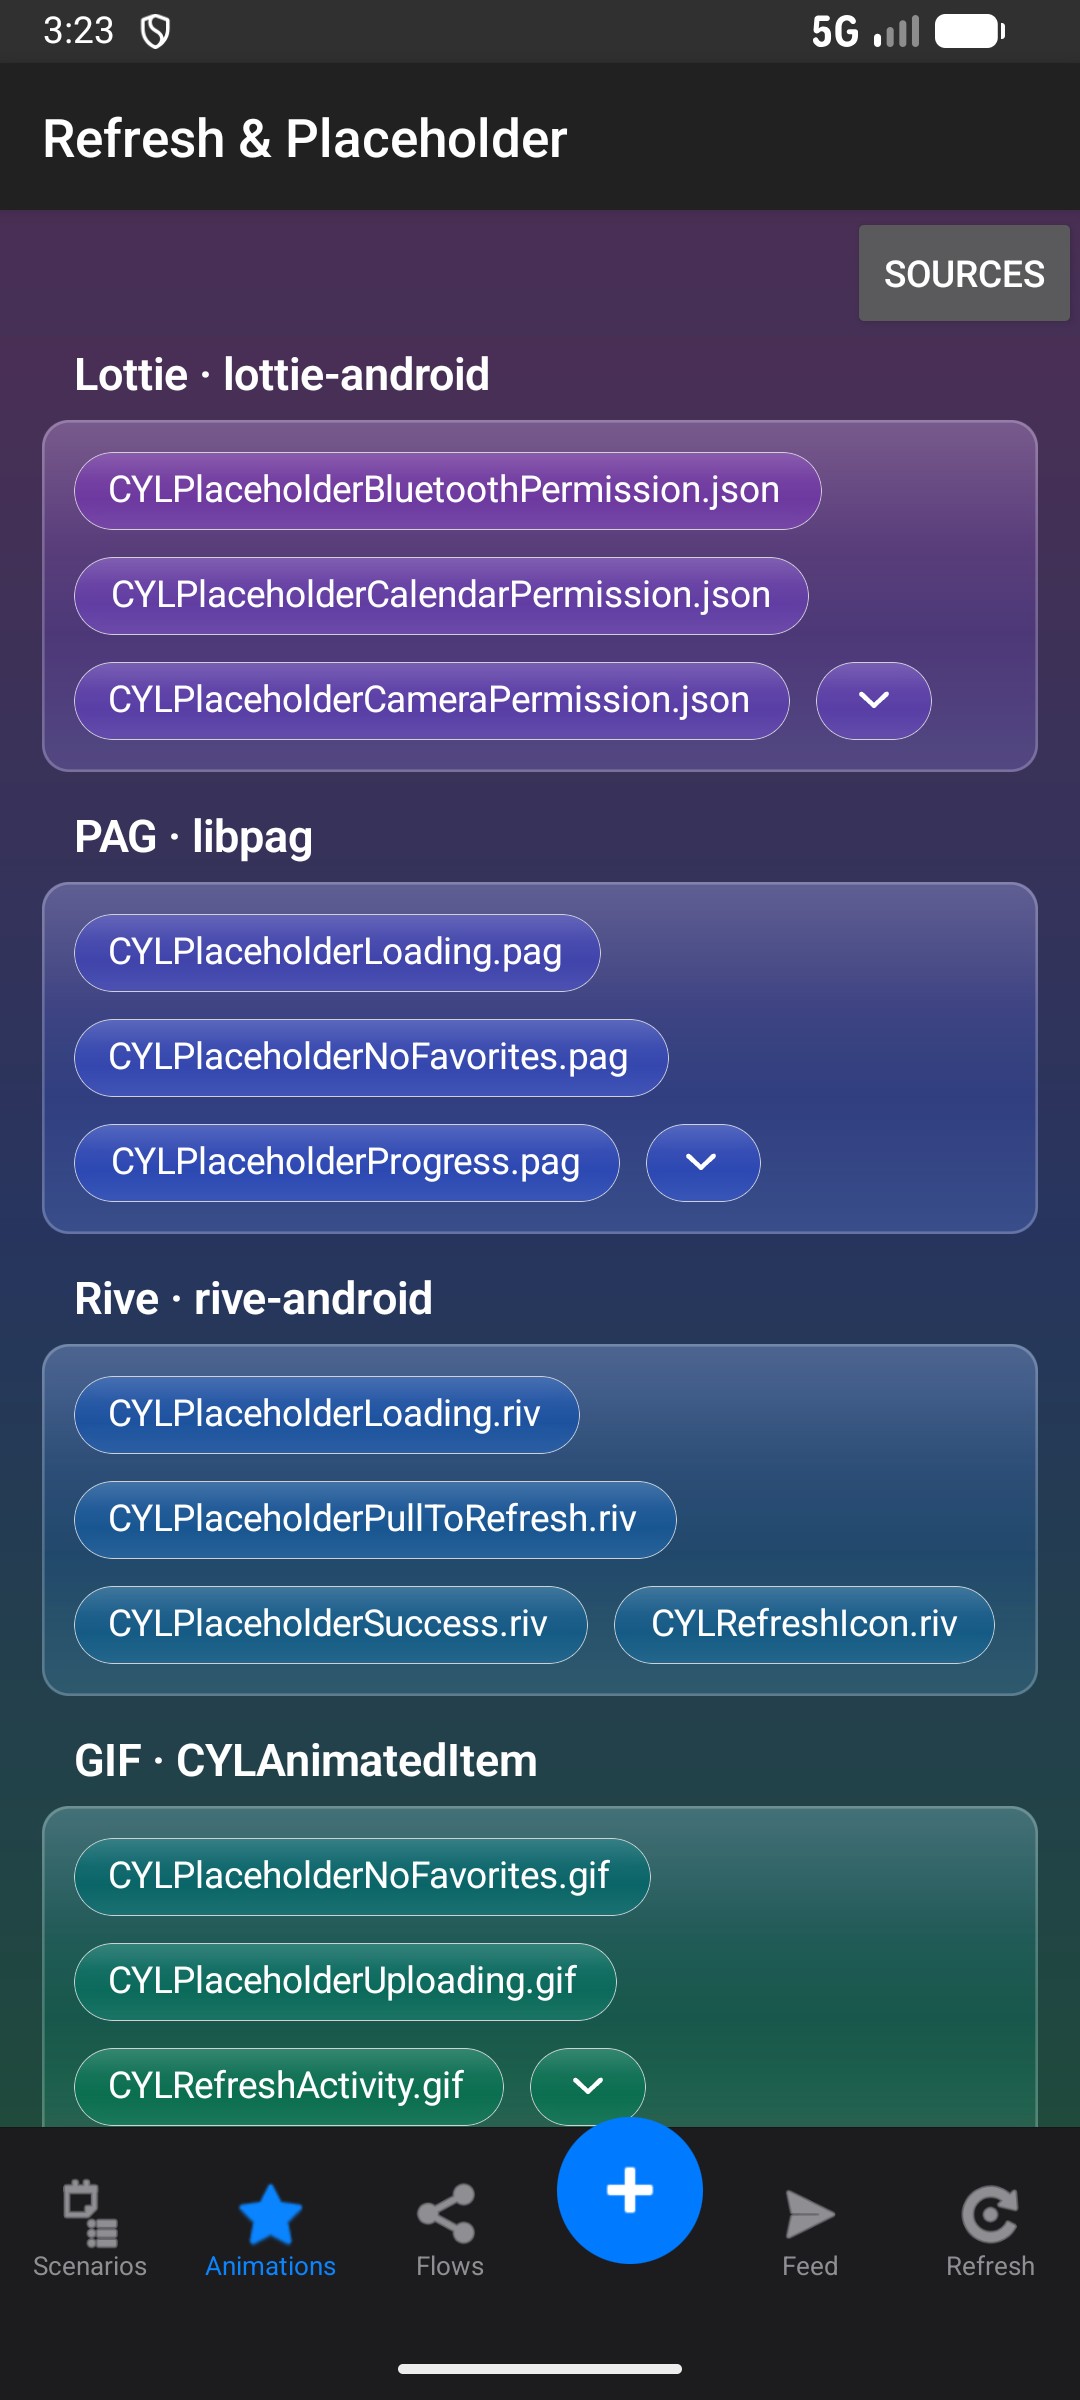 3:23 5G
Refresh & Placeholder
SOURCES
Lottie · lottie-android
CYLPlaceholderBluetoothPermission.json
CYLPlaceholderCalendarPermission.json
CYLPlaceholderCameraPermission.json
PAG · libpag
CYLPlaceholderLoading.pag
CYLPlaceholderNoFavorites.pag
CYLPlaceholderProgress.pag
Rive · rive-android
CYLPlaceholderLoading.riv
CYLPlaceholderPullToRefresh.riv
CYLPlaceholderSuccess.riv CYLRefreshIcon.riv
GIF · CYLAnimatedItem
CYLPlaceholderNoFavorites.gif
CYLPlaceholderUploading.gif
CYLRefreshActivity.gif
Scenarios Animations Flows Feed Refresh